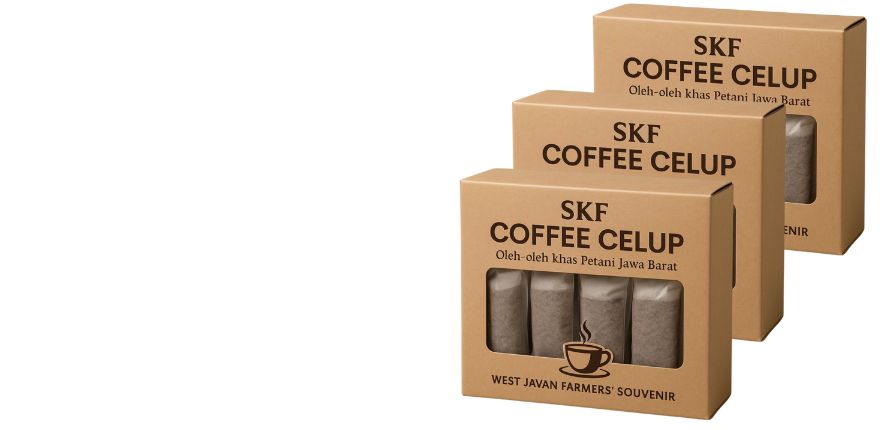 SKF
COFFEE CELUP
Oleh-oleh khas Petani Jawa Barat
ENIR
SKF
COFFEE CELUP
SKF
COFFEE CELUP
Oleh-oleh khas Petani Jawa Barat
WEST JAVAN FARMERS' SOUVENIR